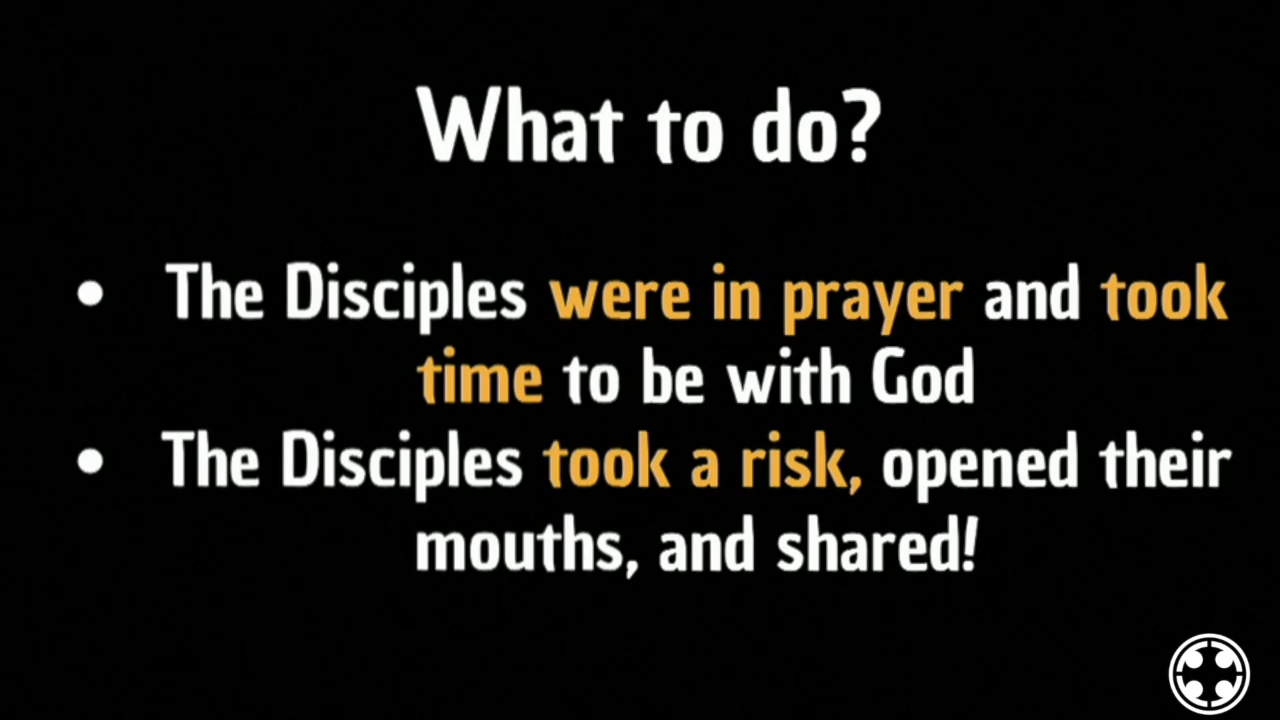 What to do?
• The Disciples were in prayer and took
time to be with God
• The Disciples took a risk, opened their
mouths, and shared!